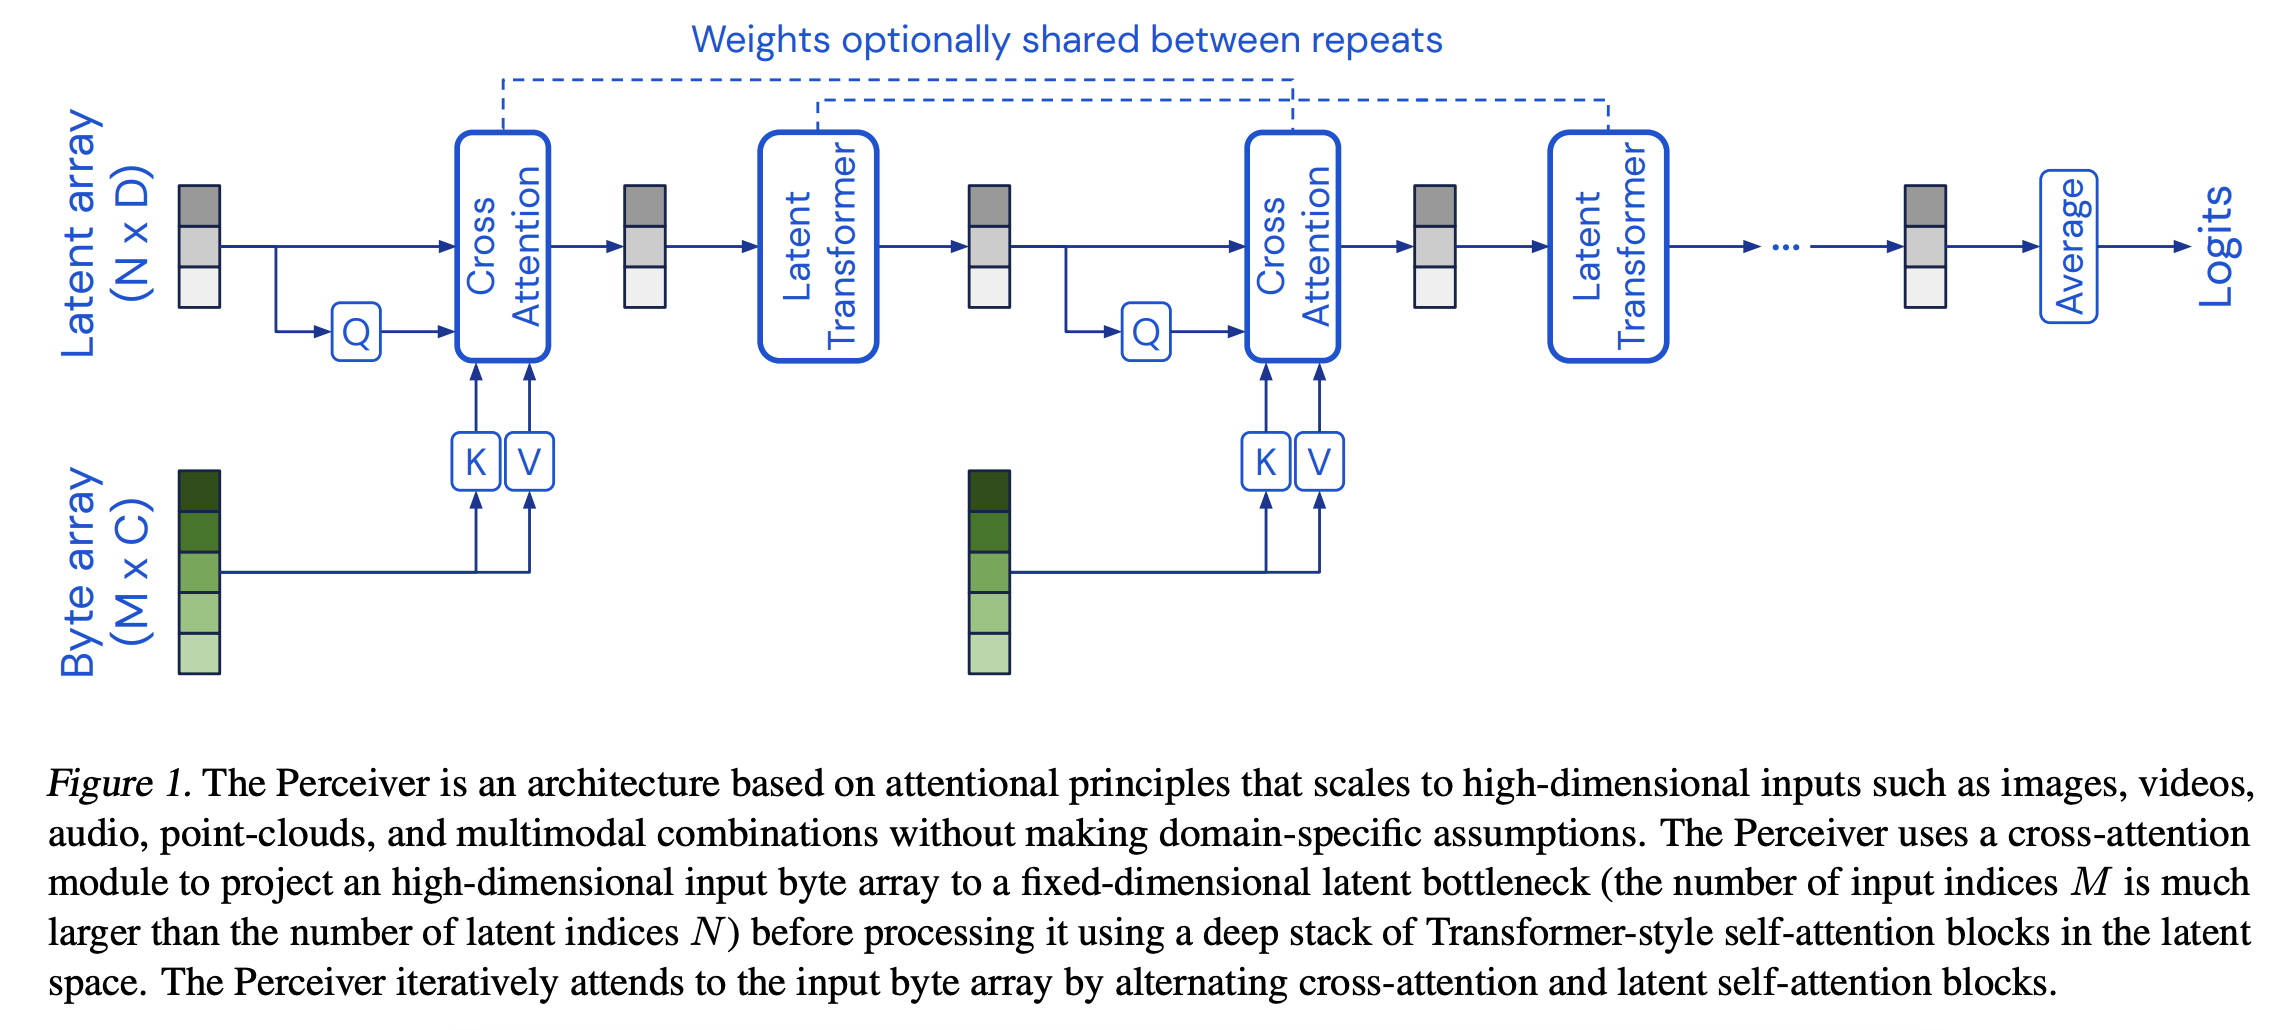 Weights optionally shared between repeats
Latent array
(N x D)
Cross
Attention
Latent
Transformer
Cross
Attention
Latent
Transformer
...
Average
Logits
Q
Q
K
V
K
V
Byte array
(M x C)
Figure 1. The Perceiver is an architecture based on attentional principles that scales to high-dimensional inputs such as images, videos,
audio, point-clouds, and multimodal combinations without making domain-specific assumptions. The Perceiver uses a cross-attention
module to project an high-dimensional input byte array to a fixed-dimensional latent bottleneck (the number of input indices M is much
larger than the number of latent indices N) before processing it using a deep stack of Transformer-style self-attention blocks in the latent
space. The Perceiver iteratively attends to the input byte array by alternating cross-attention and latent self-attention blocks.